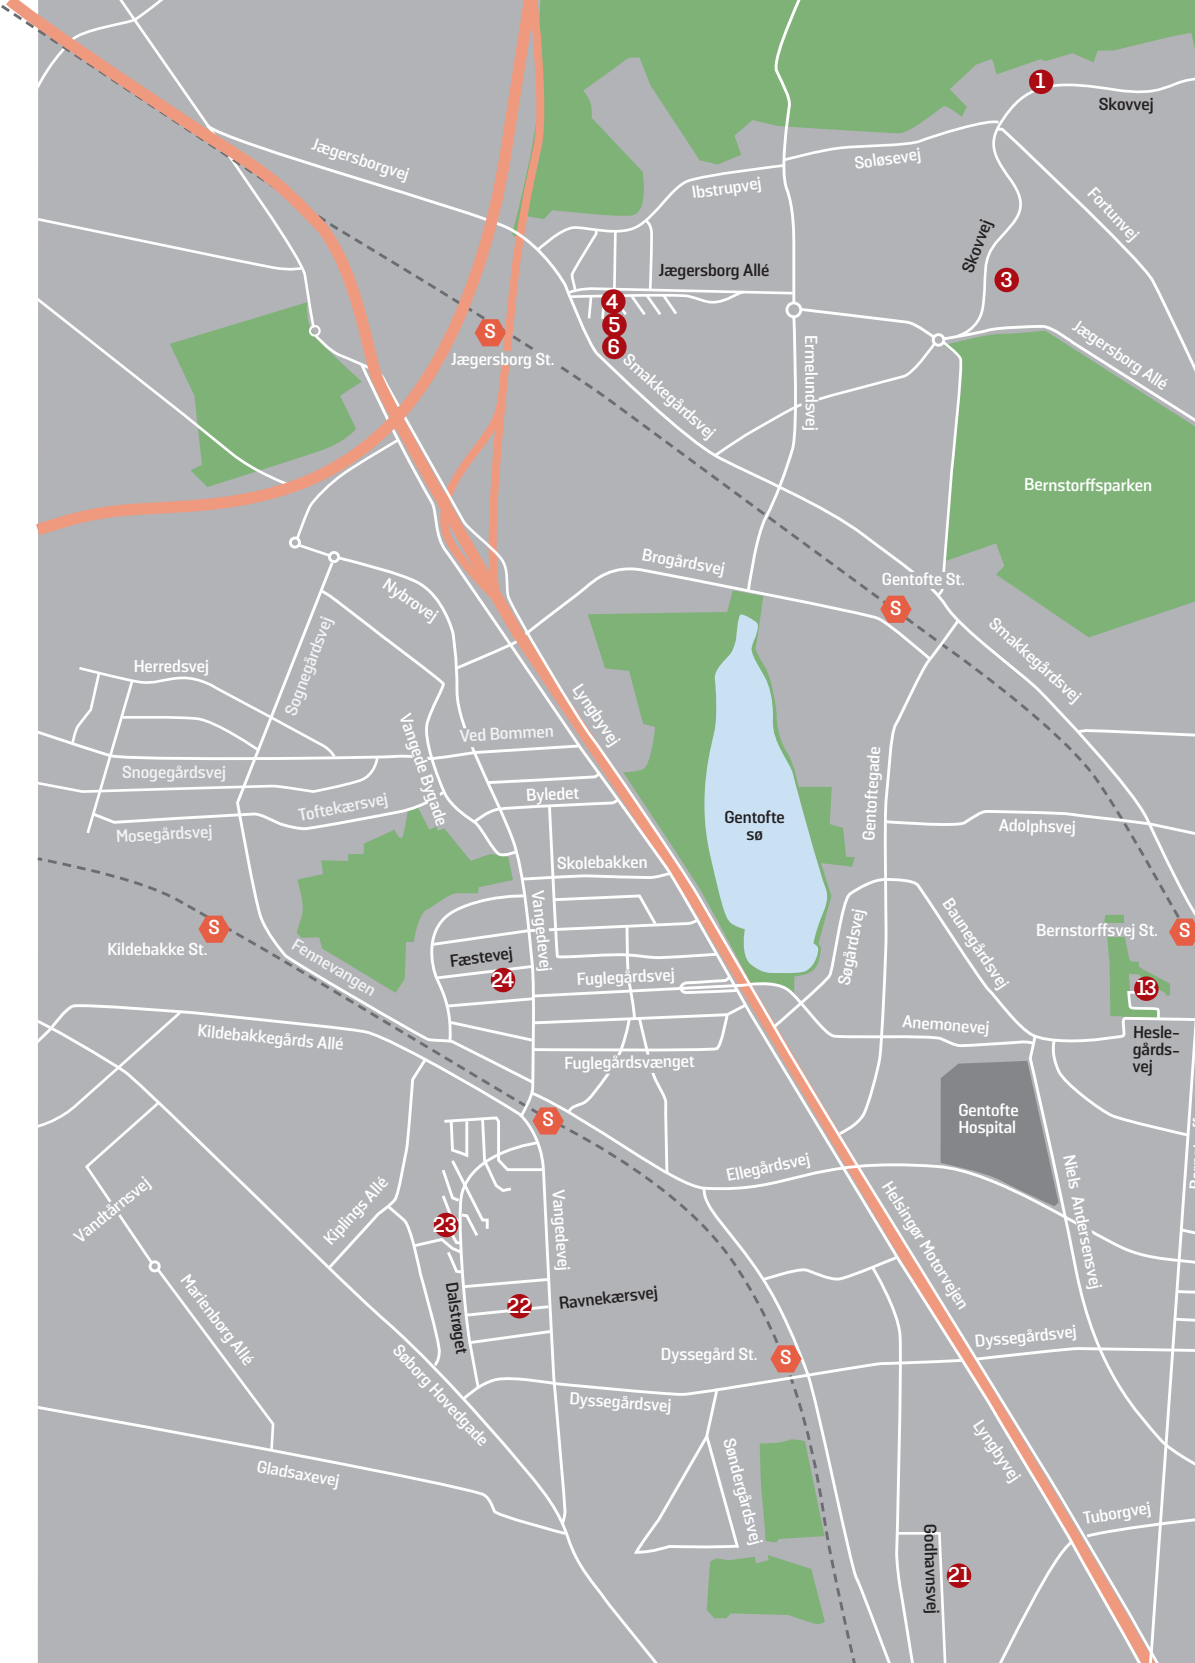 1
Skovvej
Jægersborgvej
Soløsevej
Ibstrupvej
Fortunvej
Skovvej
Jægersborg Allé
3
4
5
6
S
Jægersborg St.
Ermelundsvej
Jægersborg Allé
Smakkegårdsvej
Bernstorffsparken
Brogårdsvej
Gentofte St.
S
Nybrovej
Sognegårdsvej
Smakkegårdsvej
Herredsvej
Lyngbyvej
Vangede Bygade
Ved Bommen
Snogegårdsvej
Gentoftegade
Byledet
Toftekærsvej
Gentofte
sø
Adolphsvej
Mosegårdsvej
Skolebakken
Vangedevej
Søgårdsvej
Baunegårdsvej
S
Kildebakke St.
Bernstorffsvej St.
S
Fennevangen
Fæstevej
24
Fuglegårdsvej
13
Anemonevej
Kildebakkegårds Allé
Hesle-
gårds-
vej
Fuglegårdsvænget
Gentofte
Hospital
S
Ellegårdsvej
Niels Andersensvej
Vandtårnsvej
Kiplings Allé
23
Vangedevej
Helsingør Motorvejen
Marienborg Allé
Dalstrøget
22
Ravnekærsvej
Dyssegårdsvej
Søborg Hovedgade
Dyssegård St.
S
Dyssegårdsvej
Lyngbyvej
Søndergårdsvej
Gladsaxevej
Tuborgvej
Godhavnsvej
21